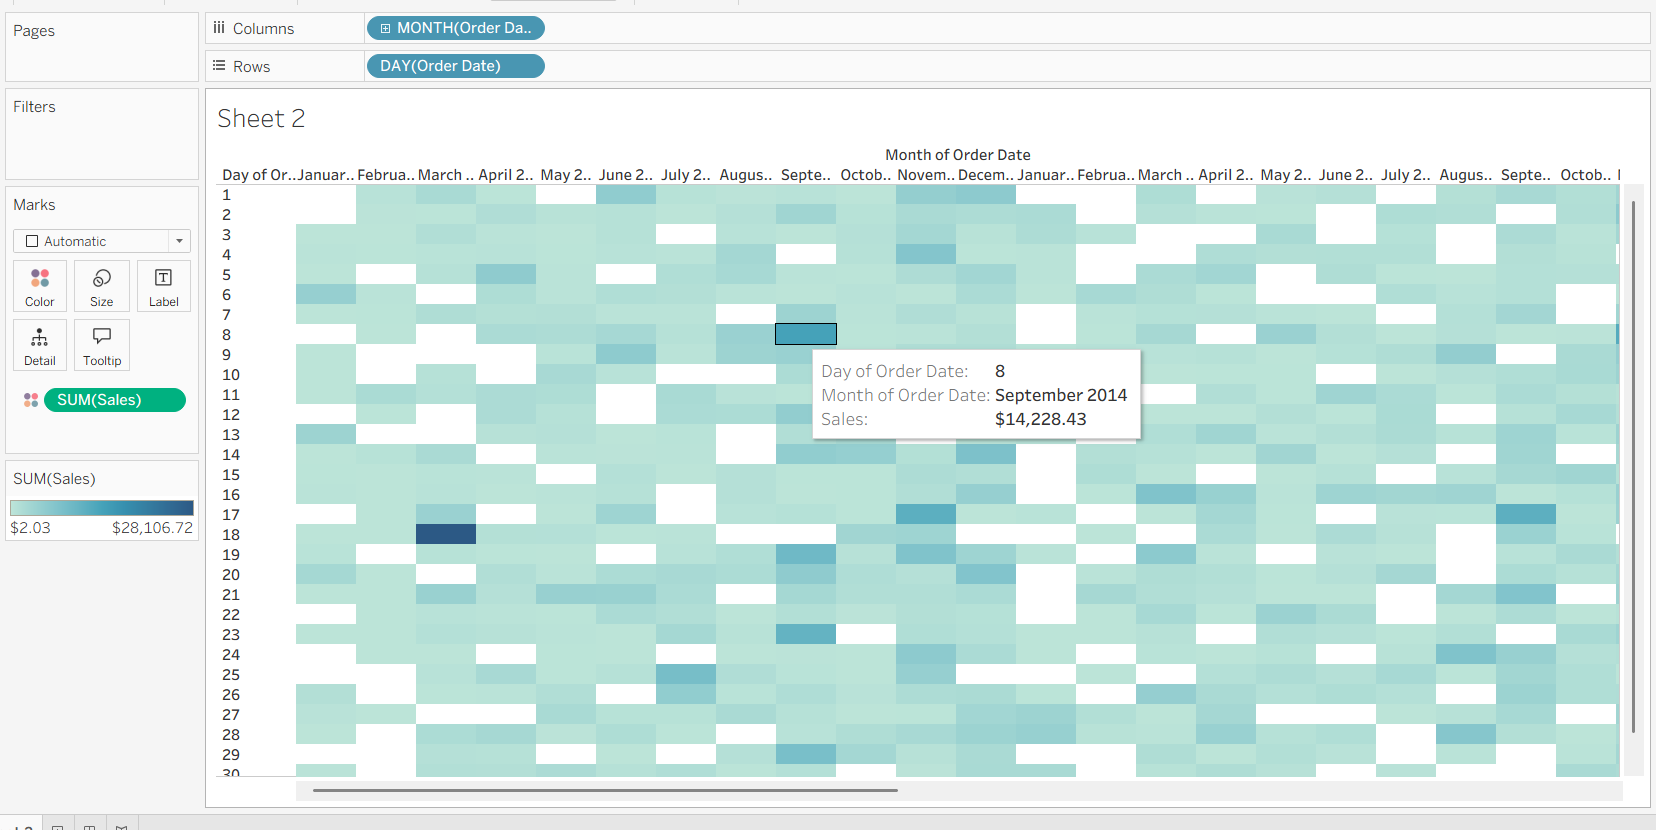 Pages
Columns
MONTH(Order Da..
Rows
DAY(Order Date)
Filters
Sheet 2
Month of Order Date
Day of Or.. Januar.. Februa.. March .. April 2.. May 2.. June 2.. July 2.. Augus.. Septe.. Octob.. Novem.. Decem.. Januar.. Februa.. March .. April 2.. May 2.. June 2.. July 2.. Augus.. Septe.. Octob..
Marks
Automatic
Color Size Label
Detail Tooltip
SUM(Sales)
SUM(Sales)
$2.03 $28,106.72
1
2
3
4
5
6
7
8
9
10
11
12
13
14
15
16
17
18
19
20
21
22
23
24
25
26
27
28
29
30
Day of Order Date: 8
Month of Order Date: September 2014
Sales: $14,228.43